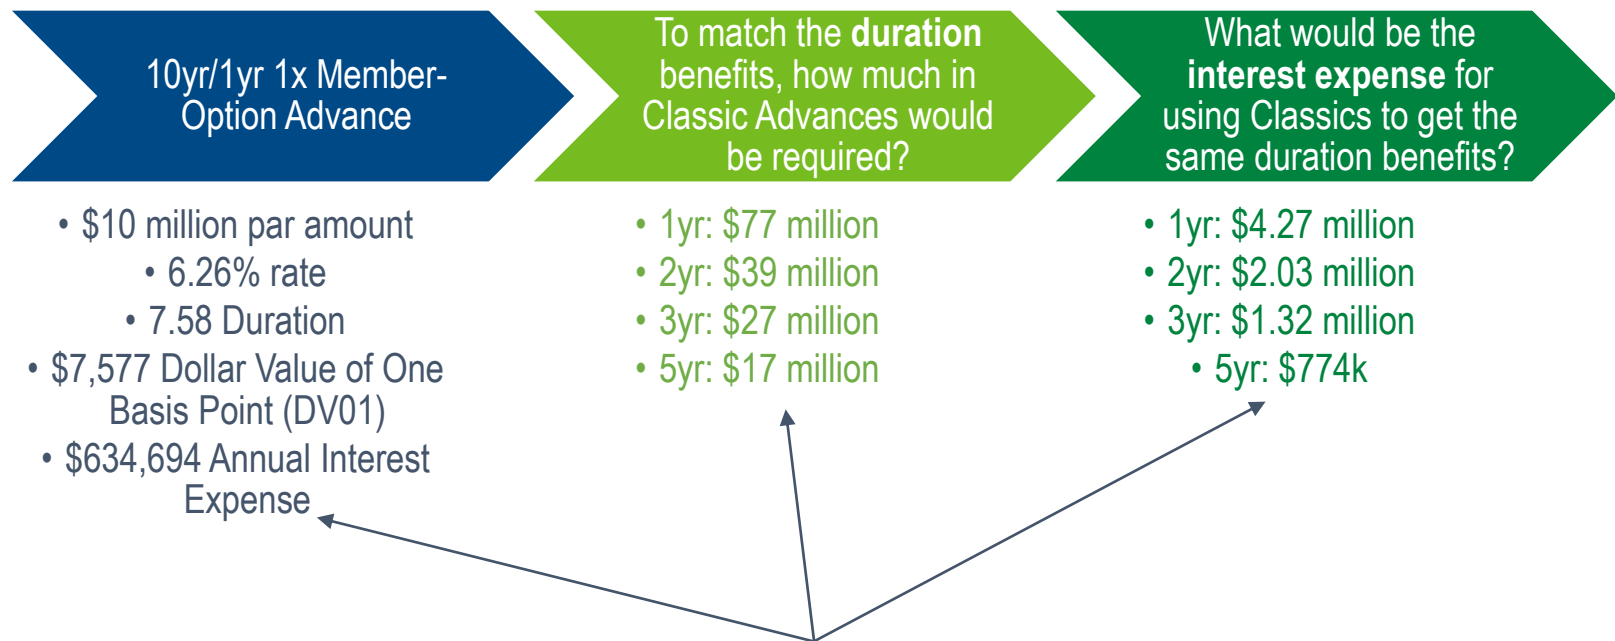 10yr/1yr 1x Member-
Option Advance
To match the duration
benefits, how much in
Classic Advances would
be required?
What would be the
interest expense for
using Classics to get the
same duration benefits?
• $10 million par amount
• 6.26% rate
• 7.58 Duration
• $7,577 Dollar Value of One
Basis Point (DV01)
• $634,694 Annual Interest
Expense
• 1yr: $77 million
• 2yr: $39 million
• 3yr: $27 million
• 5yr: $17 million
• 1yr: $4.27 million
• 2yr: $2.03 million
• 3yr: $1.32 million
• 5yr: $774k